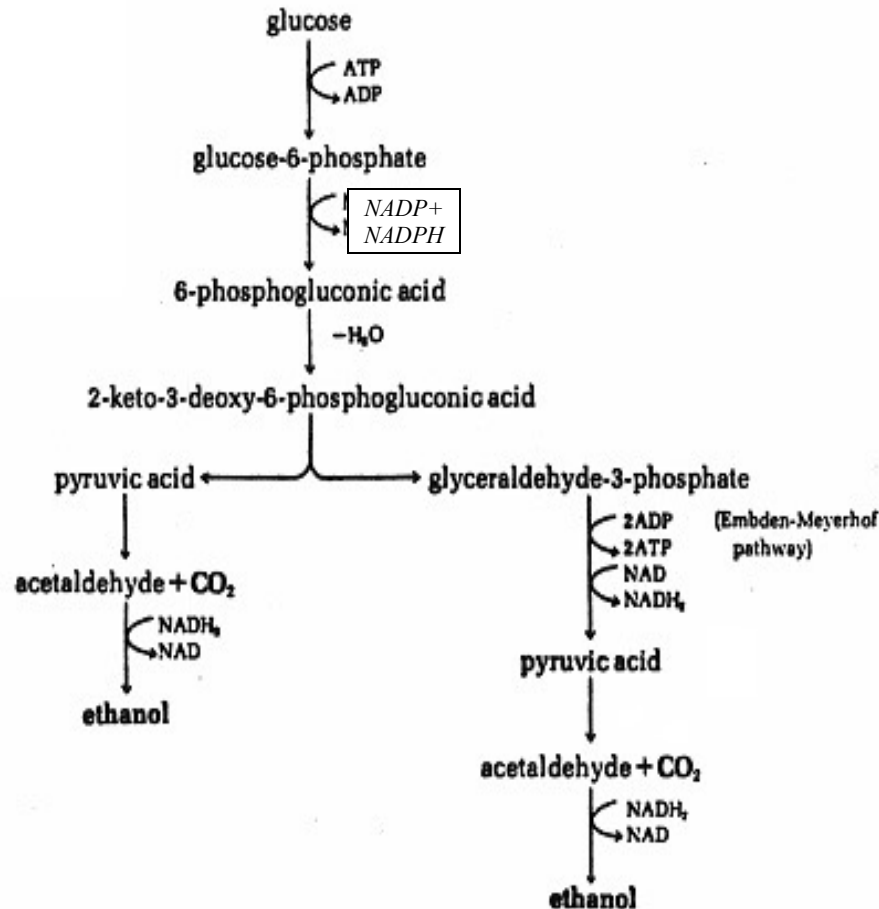 glucose
ATP
ADP
glucose-6-phosphate
NADP+
NADPH
6-phosphogluconic acid
−H₂O
2-keto-3-deoxy-6-phosphogluconic acid
pyruvic acid
glyceraldehyde-3-phosphate
2ADP (Embden-Meyerhof
2ATP pathway)
NAD
NADH₂
acetaldehyde + CO₂
NADH₂
NAD
ethanol
pyruvic acid
acetaldehyde + CO₂
NADH₂
NAD
ethanol